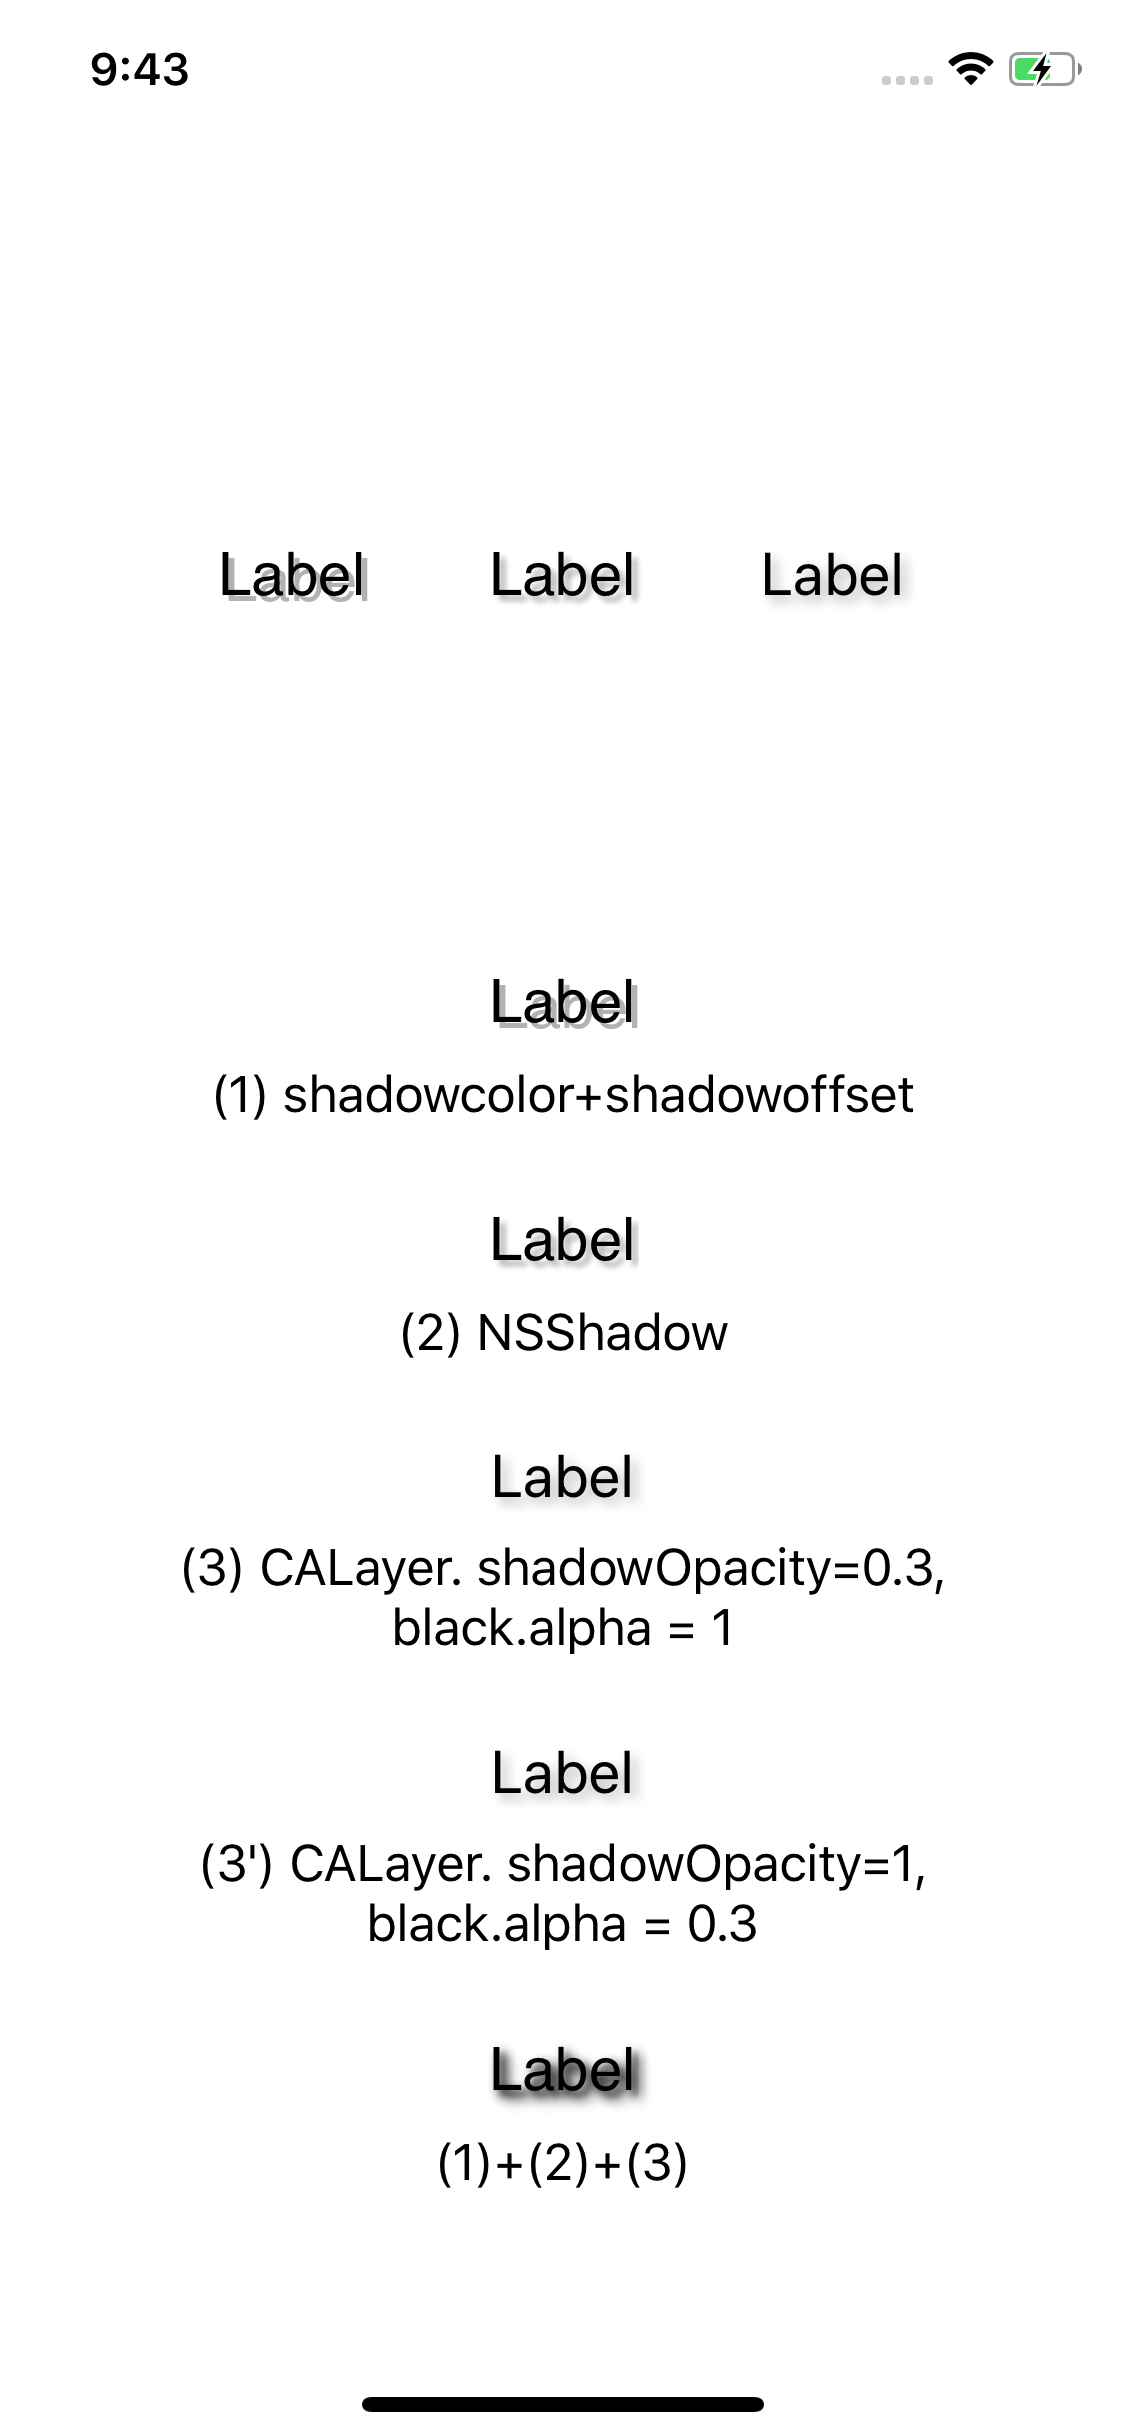 9:43
Label Label Label
Label
(1) shadowcolor+shadowoffset
Label
(2) NSShadow
Label
(3) CALayer. shadowOpacity=0.3,
black.alpha = 1
Label
(3') CALayer. shadowOpacity=1,
black.alpha = 0.3
Label
(1)+(2)+(3)